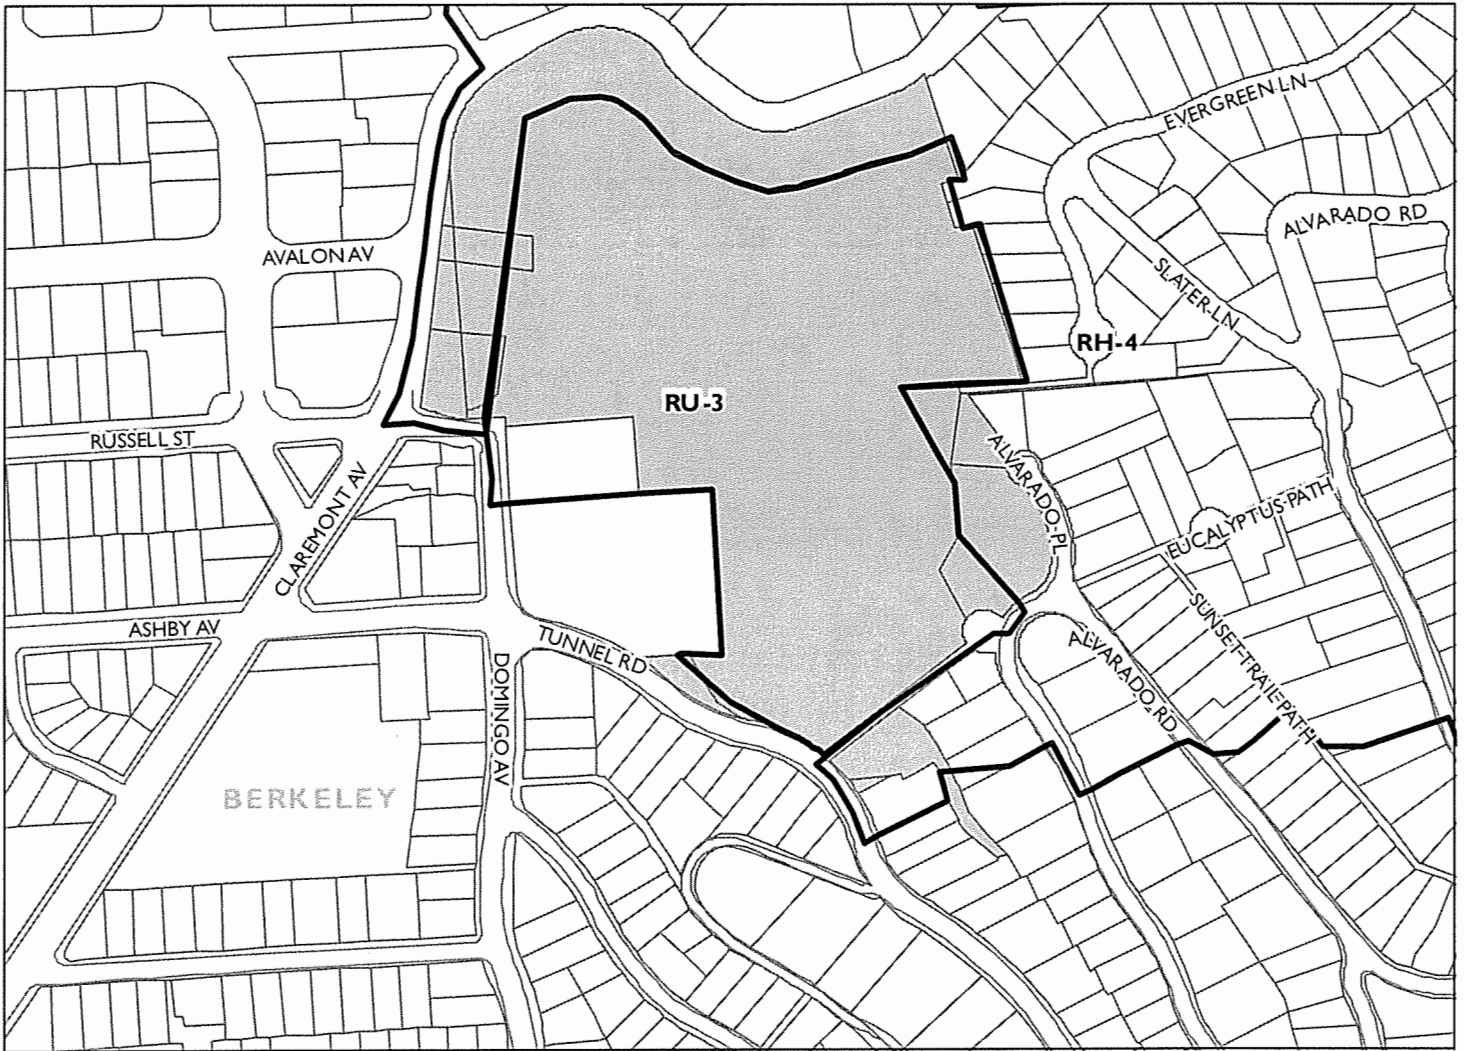 EVERGREEN LN
ALVARADO RD
AVALON AV
SLATER LN
RH-4
RU-3
RUSSELL ST
ALVARADO PL
CLAREMONT AV
EUCALYPTUS PATH
ASHBY AV
SUNSET TRAIL PATH
TUNNEL RD
ALVARADO RD
DOMINGO AV
BERKELEY